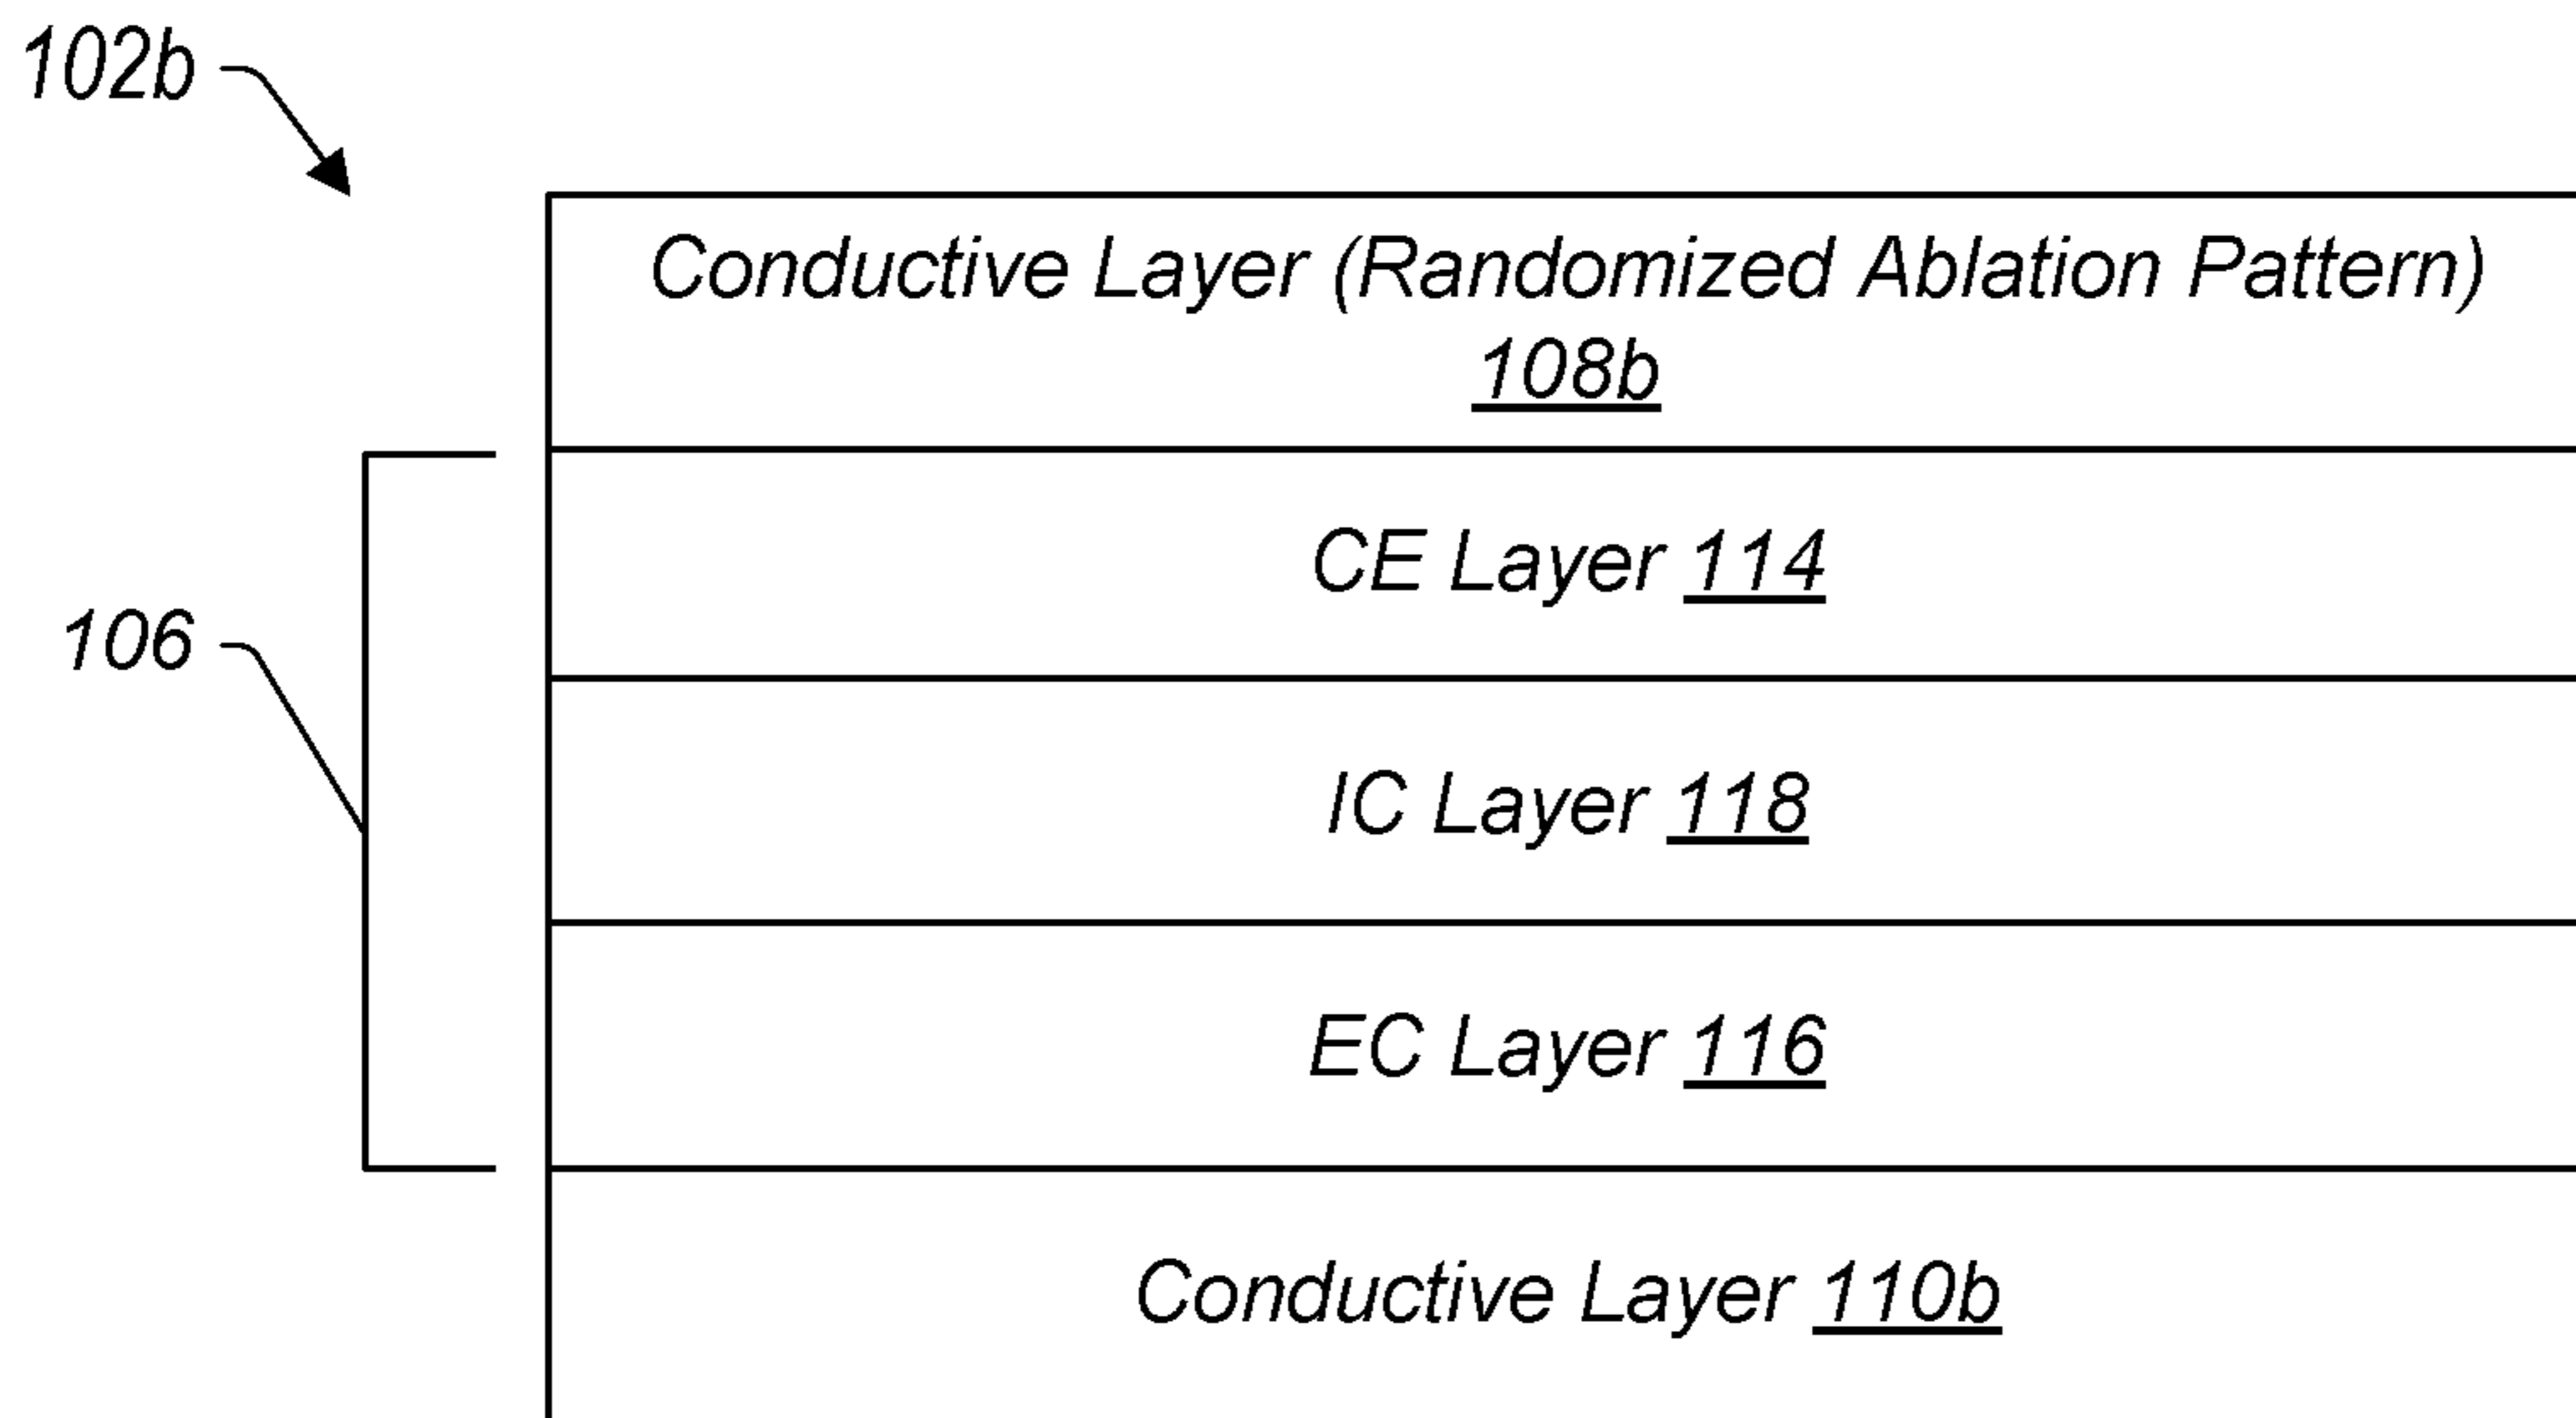 102b
Conductive Layer (Randomized Ablation Pattern)
108b
CE Layer 114
106
IC Layer 118
EC Layer 116
Conductive Layer 110b